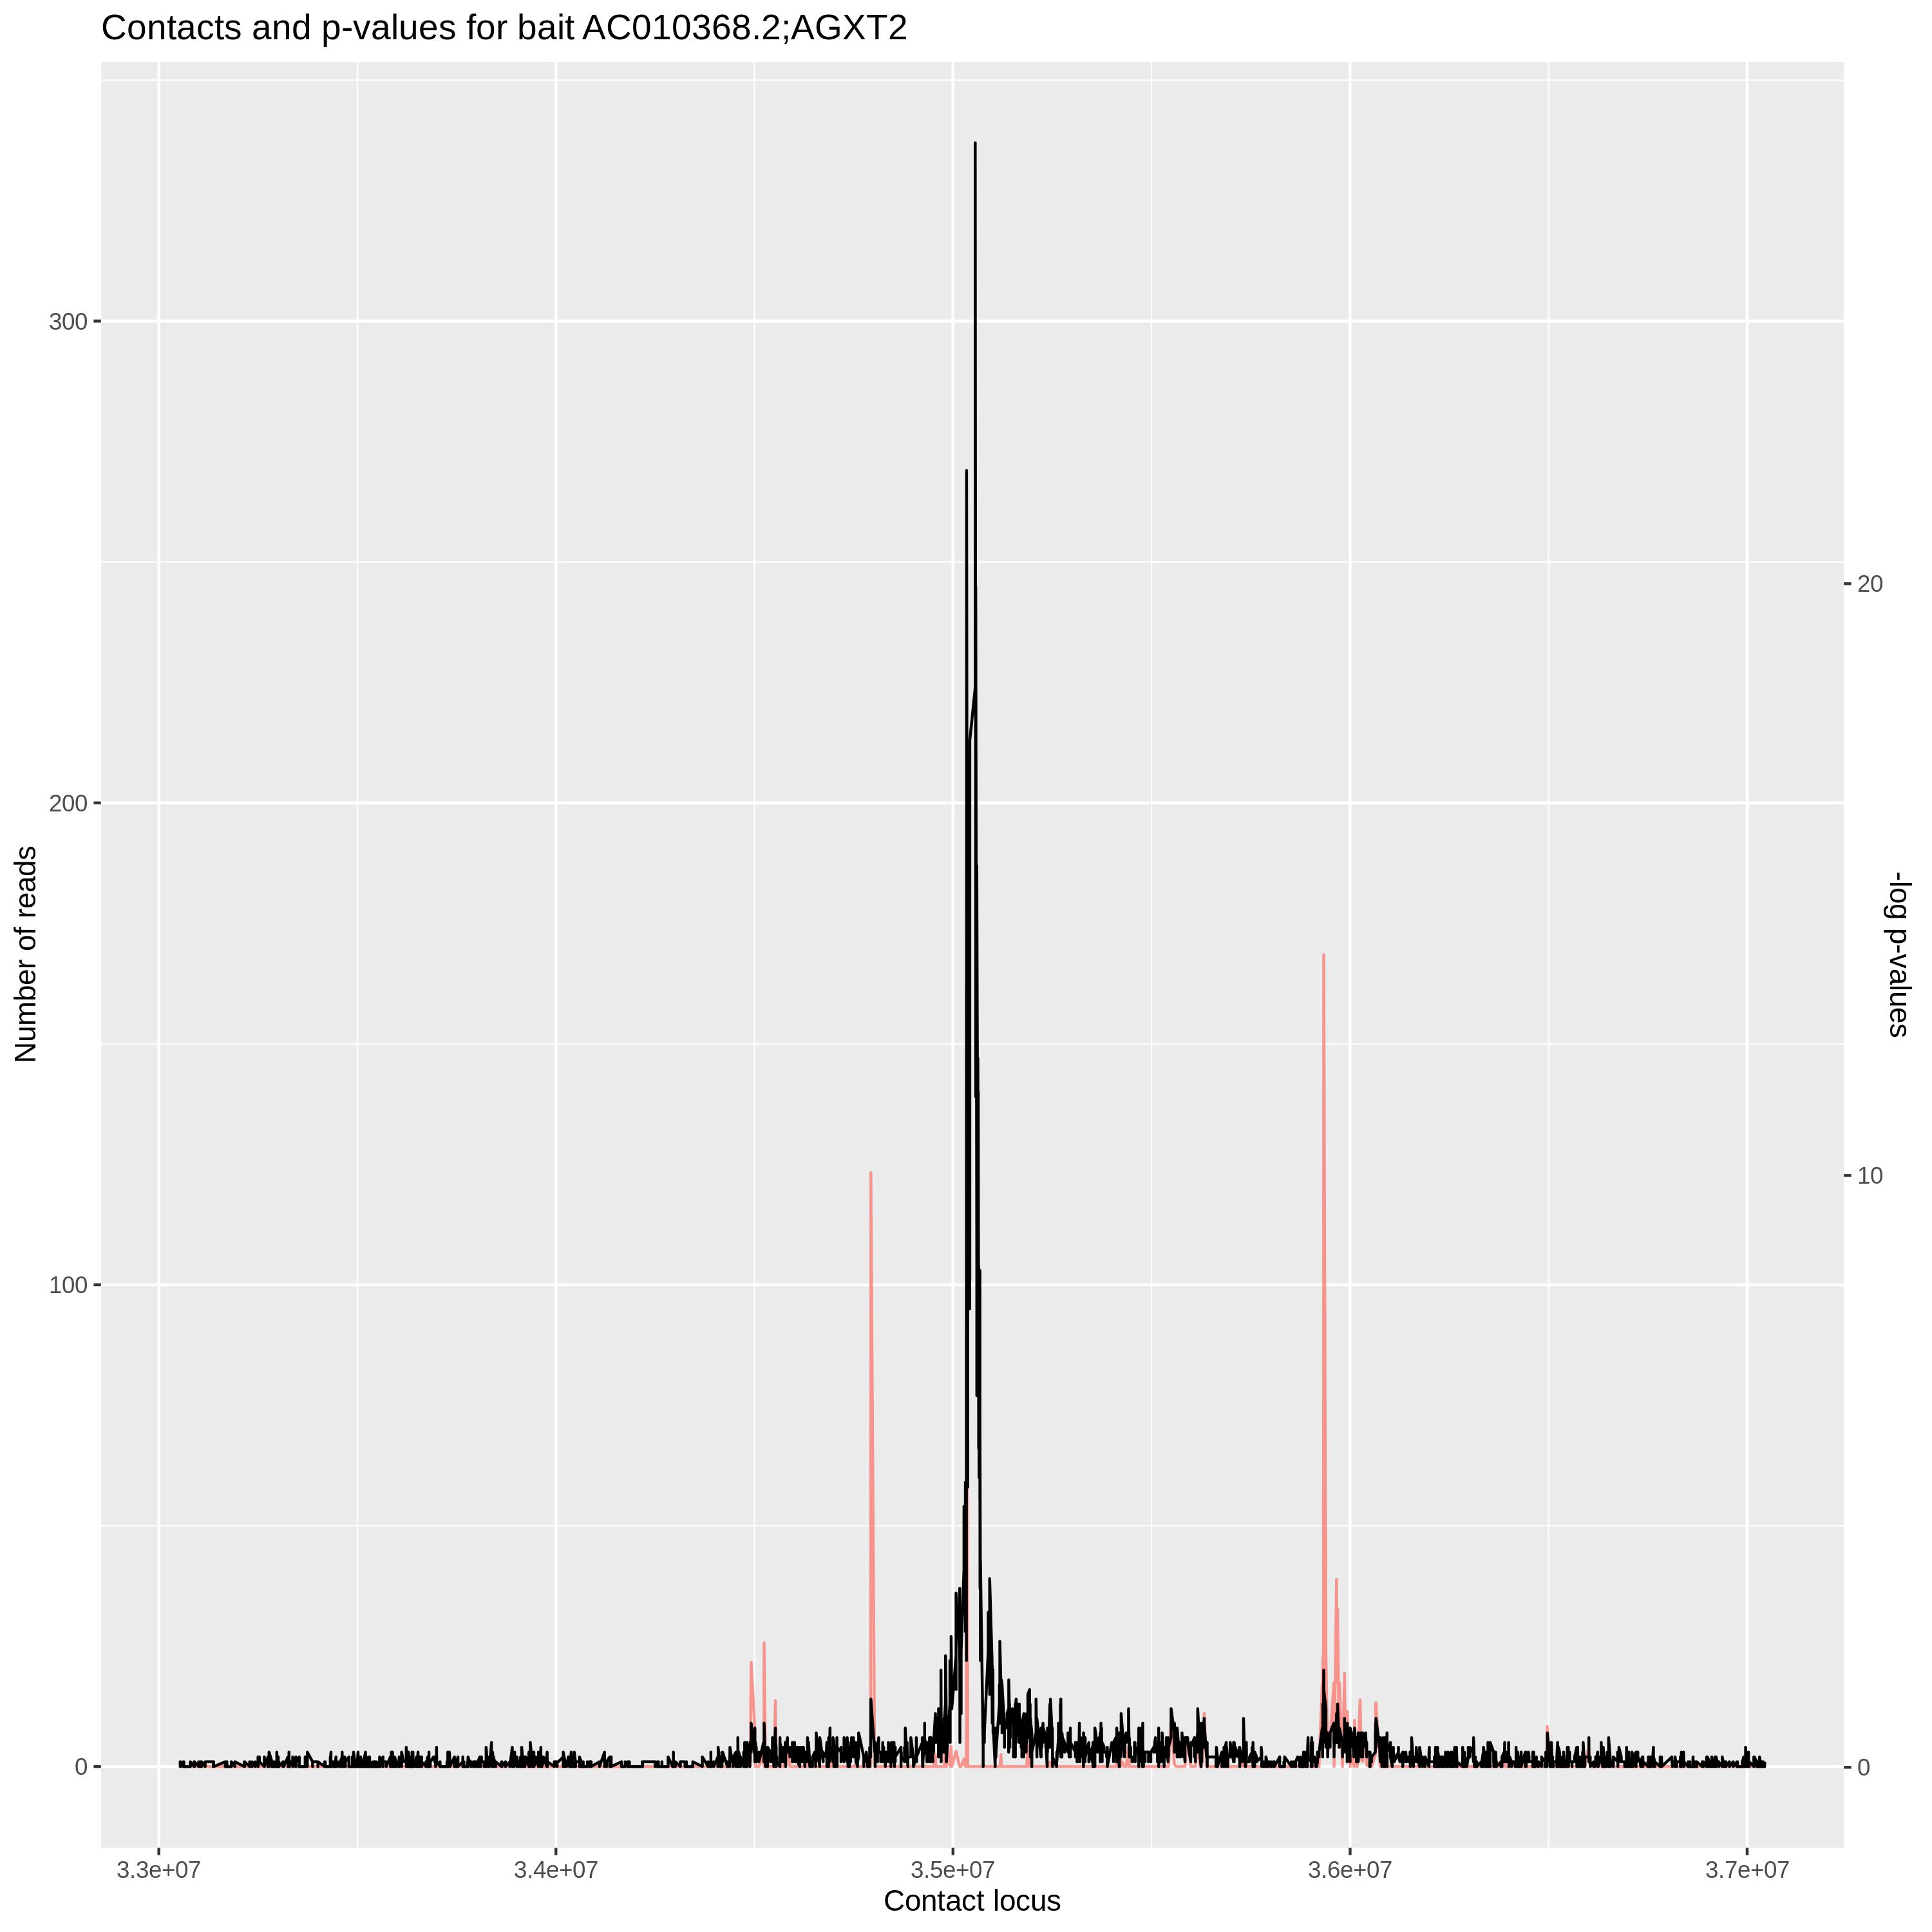 Contacts and p-values for bait AC010368.2;AGXT2
300
200
100
0
Number of reads
20
10
0
-log p-values
3.3e+07
3.4e+07
3.5e+07
3.6e+07
3.7e+07
Contact locus